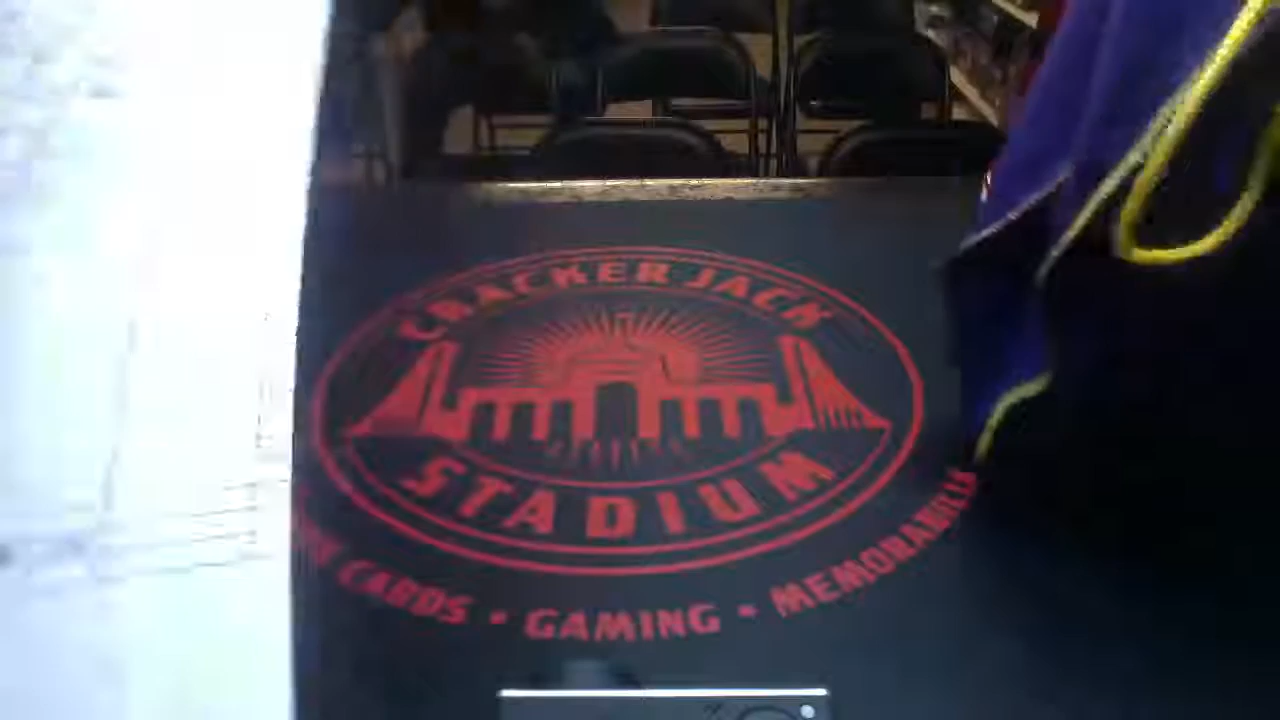 CRACKER JACK
STADIUM
CARDS • GAMING • MEMORABILIA